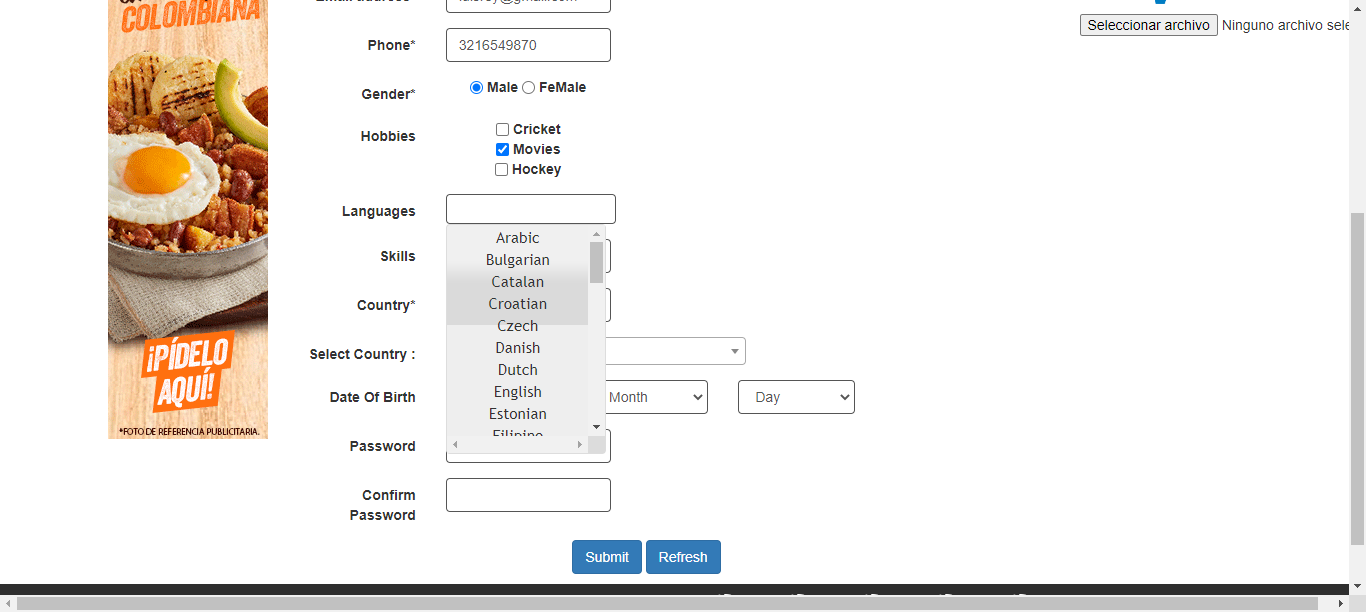 COLOMBIANA
Seleccionar archivo Ninguno archivo sele
Phone* 3216549870
Gender* Male FeMale
Hobbies Cricket
Movies
Hockey
Languages
Arabic
Bulgarian
Catalan
Croatian
Czech
Danish
Dutch
English
Estonian
Filipino
Skills
Country*
Select Country :
Date Of Birth Month Day
Password
Confirm
Password
¡PÍDELO
AQUÍ!
*FOTO DE REFERENCIA PUBLICITARIA.
Submit Refresh